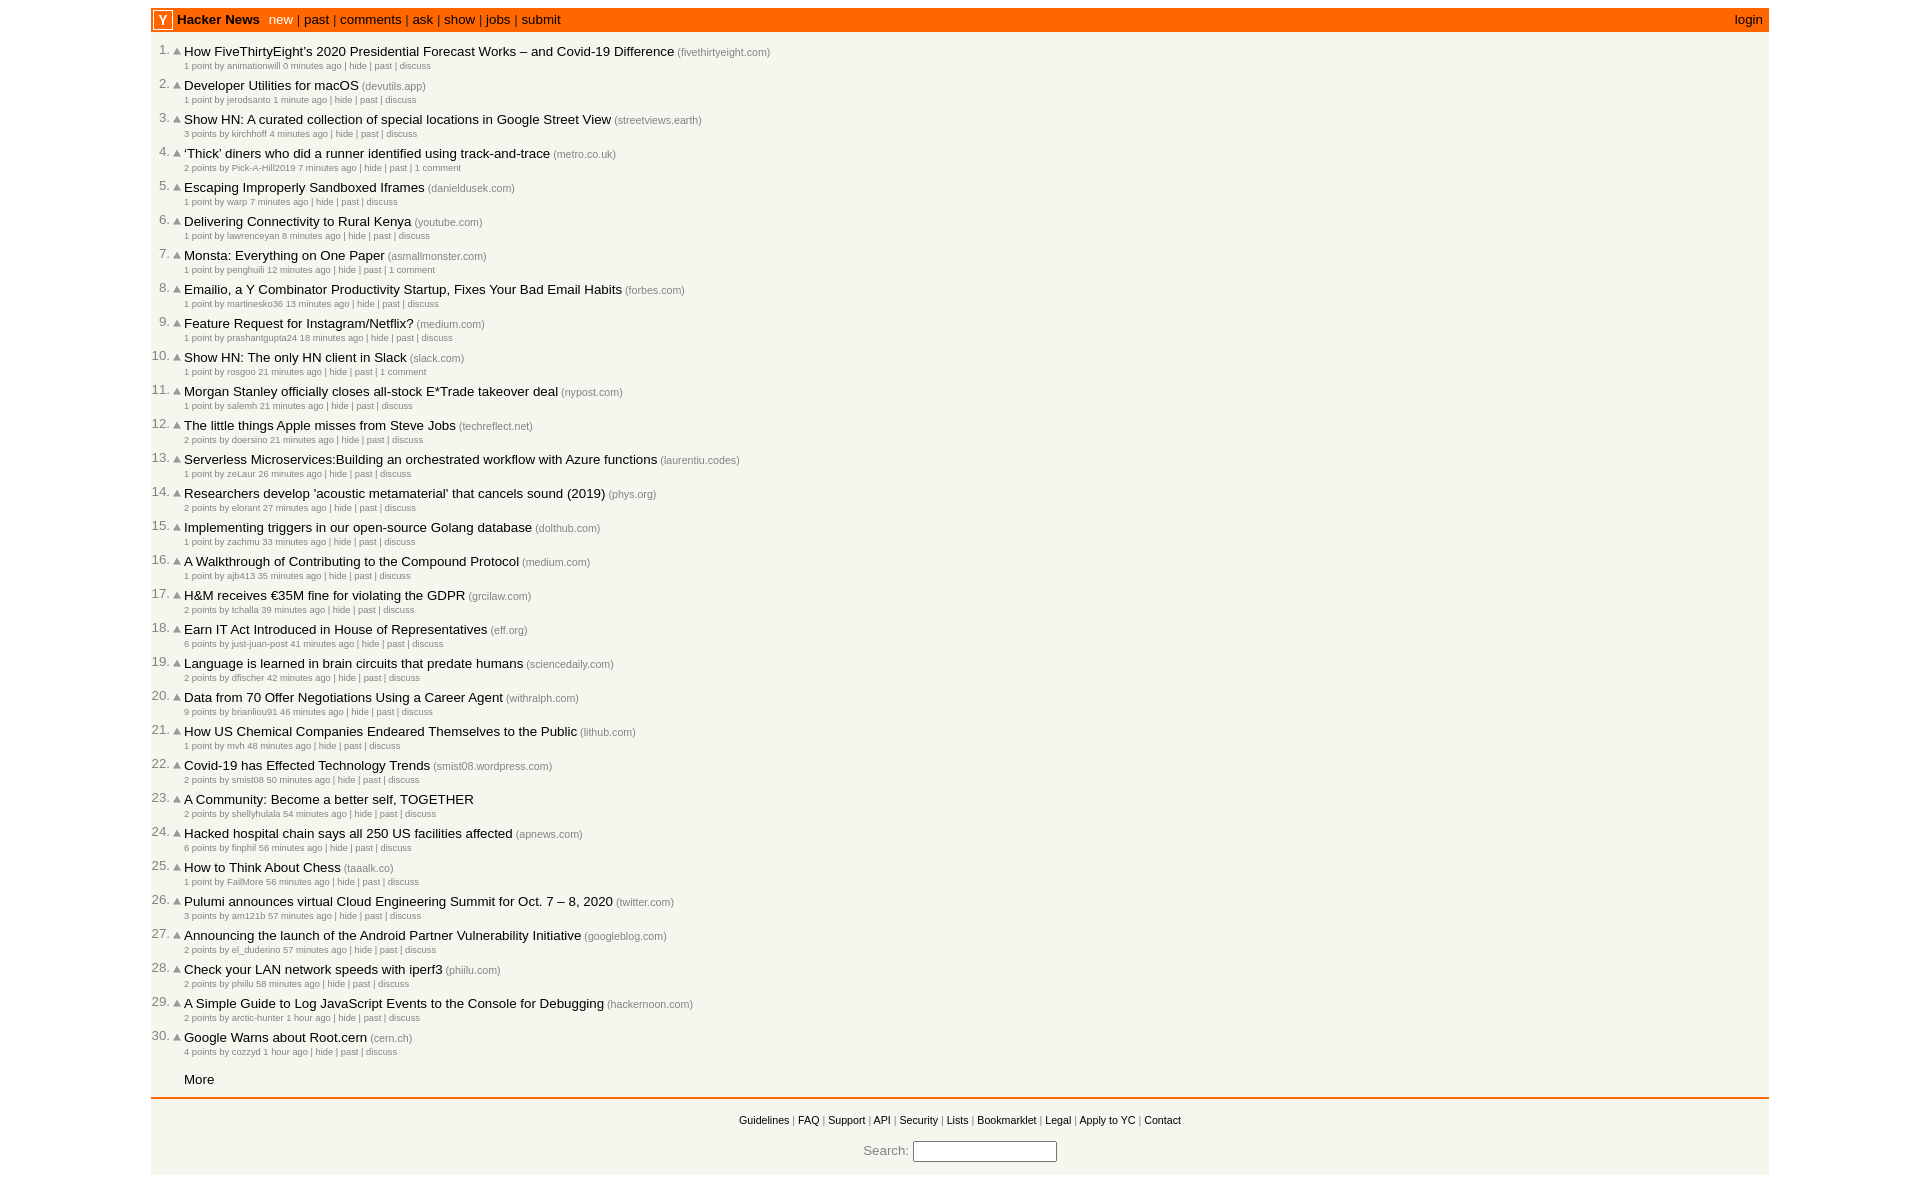 Y Hacker News new | past | comments | ask | show | jobs | submit login
1. How FiveThirtyEight’s 2020 Presidential Forecast Works – and Covid-19 Difference (fivethirtyeight.com)
1 point by animationwill 0 minutes ago | hide | past | discuss
2. Developer Utilities for macOS (devutils.app)
1 point by jerodsanto 1 minute ago | hide | past | discuss
3. Show HN: A curated collection of special locations in Google Street View (streetviews.earth)
3 points by kirchhoff 4 minutes ago | hide | past | discuss
4. ‘Thick’ diners who did a runner identified using track-and-trace (metro.co.uk)
2 points by Pick-A-Hill2019 7 minutes ago | hide | past | 1 comment
5. Escaping Improperly Sandboxed Iframes (danieldusek.com)
1 point by warp 7 minutes ago | hide | past | discuss
6. Delivering Connectivity to Rural Kenya (youtube.com)
1 point by lawrenceyan 8 minutes ago | hide | past | discuss
7. Monsta: Everything on One Paper (asmallmonster.com)
1 point by penghuili 12 minutes ago | hide | past | 1 comment
8. Emailio, a Y Combinator Productivity Startup, Fixes Your Bad Email Habits (forbes.com)
1 point by martinesko36 13 minutes ago | hide | past | discuss
9. Feature Request for Instagram/Netflix? (medium.com)
1 point by prashantgupta24 18 minutes ago | hide | past | discuss
10. Show HN: The only HN client in Slack (slack.com)
1 point by rosgoo 21 minutes ago | hide | past | 1 comment
11. Morgan Stanley officially closes all-stock E*Trade takeover deal (nypost.com)
1 point by salemh 21 minutes ago | hide | past | discuss
12. The little things Apple misses from Steve Jobs (techreflect.net)
2 points by doersino 21 minutes ago | hide | past | discuss
13. Serverless Microservices:Building an orchestrated workflow with Azure functions (laurentiu.codes)
1 point by zeLaur 26 minutes ago | hide | past | discuss
14. Researchers develop 'acoustic metamaterial' that cancels sound (2019) (phys.org)
2 points by elorant 27 minutes ago | hide | past | discuss
15. Implementing triggers in our open-source Golang database (dolthub.com)
1 point by zachmu 33 minutes ago | hide | past | discuss
16. A Walkthrough of Contributing to the Compound Protocol (medium.com)
1 point by ajb413 35 minutes ago | hide | past | discuss
17. H&M receives €35M fine for violating the GDPR (grcilaw.com)
2 points by tchalla 39 minutes ago | hide | past | discuss
18. Earn IT Act Introduced in House of Representatives (eff.org)
6 points by just-juan-post 41 minutes ago | hide | past | discuss
19. Language is learned in brain circuits that predate humans (sciencedaily.com)
2 points by dfischer 42 minutes ago | hide | past | discuss
20. Data from 70 Offer Negotiations Using a Career Agent (withralph.com)
9 points by brianliou91 46 minutes ago | hide | past | discuss
21. How US Chemical Companies Endeared Themselves to the Public (lithub.com)
1 point by mvh 48 minutes ago | hide | past | discuss
22. Covid-19 has Effected Technology Trends (smist08.wordpress.com)
2 points by smist08 50 minutes ago | hide | past | discuss
23. A Community: Become a better self, TOGETHER
2 points by shellyhulala 54 minutes ago | hide | past | discuss
24. Hacked hospital chain says all 250 US facilities affected (apnews.com)
6 points by finphil 56 minutes ago | hide | past | discuss
25. How to Think About Chess (taaalk.co)
1 point by FailMore 56 minutes ago | hide | past | discuss
26. Pulumi announces virtual Cloud Engineering Summit for Oct. 7 – 8, 2020 (twitter.com)
3 points by am121b 57 minutes ago | hide | past | discuss
27. Announcing the launch of the Android Partner Vulnerability Initiative (googleblog.com)
2 points by el_duderino 57 minutes ago | hide | past | discuss
28. Check your LAN network speeds with iperf3 (phiilu.com)
2 points by phiilu 58 minutes ago | hide | past | discuss
29. A Simple Guide to Log JavaScript Events to the Console for Debugging (hackernoon.com)
2 points by arctic-hunter 1 hour ago | hide | past | discuss
30. Google Warns about Root.cern (cern.ch)
4 points by cozzyd 1 hour ago | hide | past | discuss
More
Guidelines | FAQ | Support | API | Security | Lists | Bookmarklet | Legal | Apply to YC | Contact
Search: